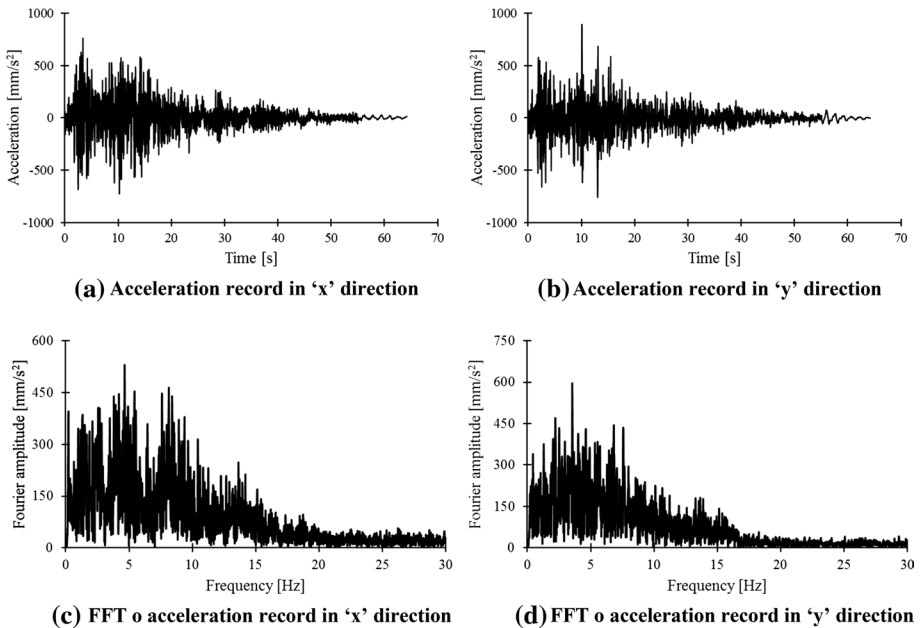 1000
500
0
-500
-1000
Acceleration [mm/s²]
0 10 20 30 40 50 60 70
Time [s]
(a) Acceleration record in ‘x’ direction
1000
500
0
-500
-1000
Acceleration [mm/s²]
0 10 20 30 40 50 60 70
Time [s]
(b) Acceleration record in ‘y’ direction
600
450
300
150
0
Fourier amplitude [mm/s²]
0 5 10 15 20 25 30
Frequency [Hz]
(c) FFT o acceleration record in ‘x’ direction
750
600
450
300
150
0
Fourier amplitude [mm/s²]
0 5 10 15 20 25 30
Frequency [Hz]
(d) FFT o acceleration record in ‘y’ direction